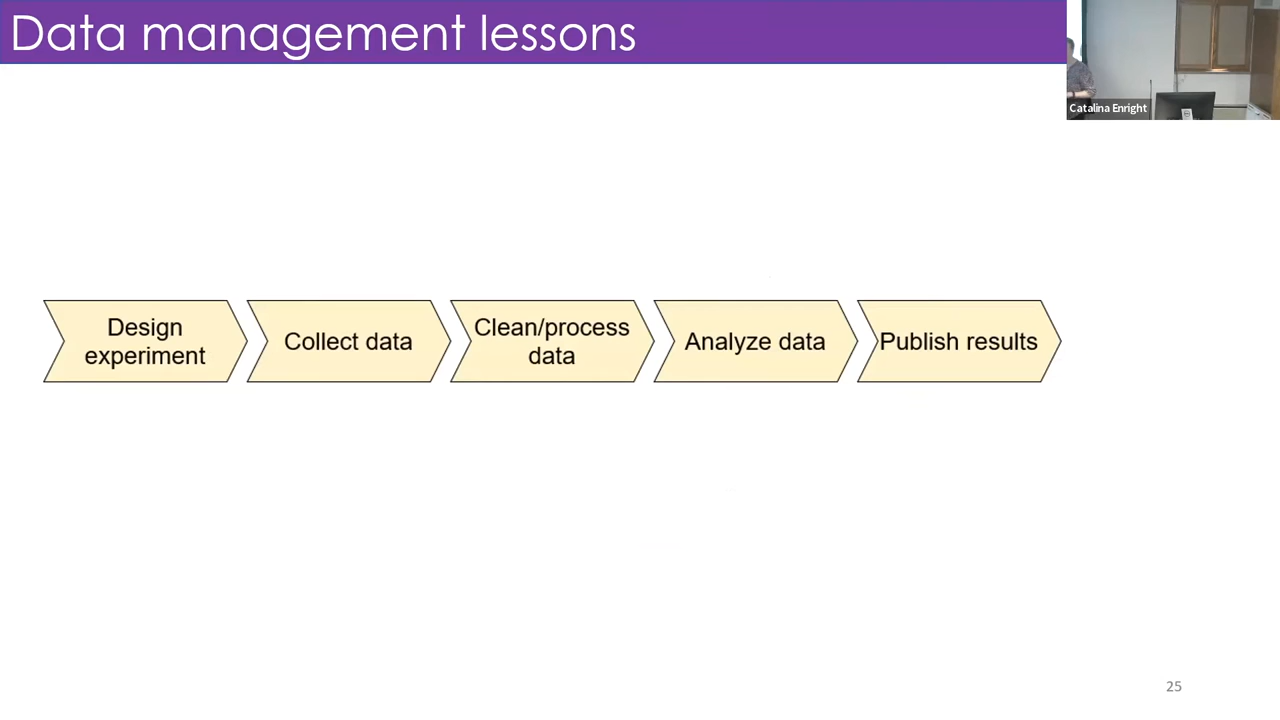 Data management lessons
Catalina Enright
Design
experiment
Collect data
Clean/process
data
Analyze data
Publish results
25